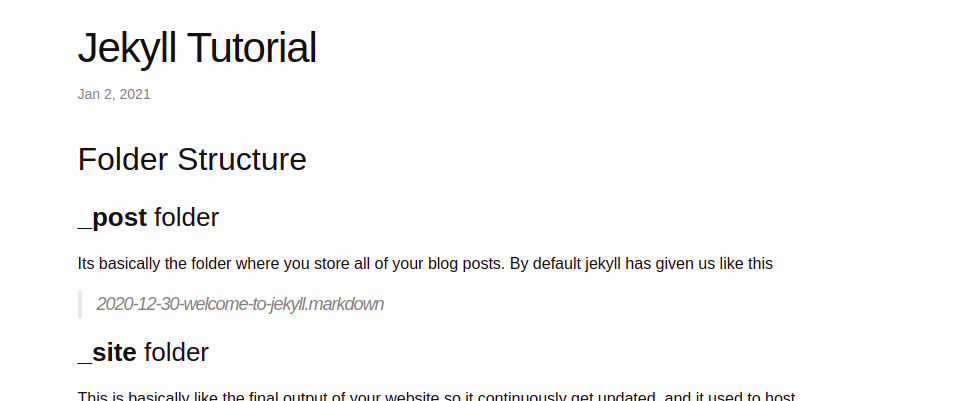 Jekyll Tutorial
Jan 2, 2021
Folder Structure
_post folder
Its basically the folder where you store all of your blog posts. By default jekyll has given us like this
2020-12-30-welcome-to-jekyll.markdown
_site folder
This is basically like the final output of your website so it continuously get updated, and it used to host